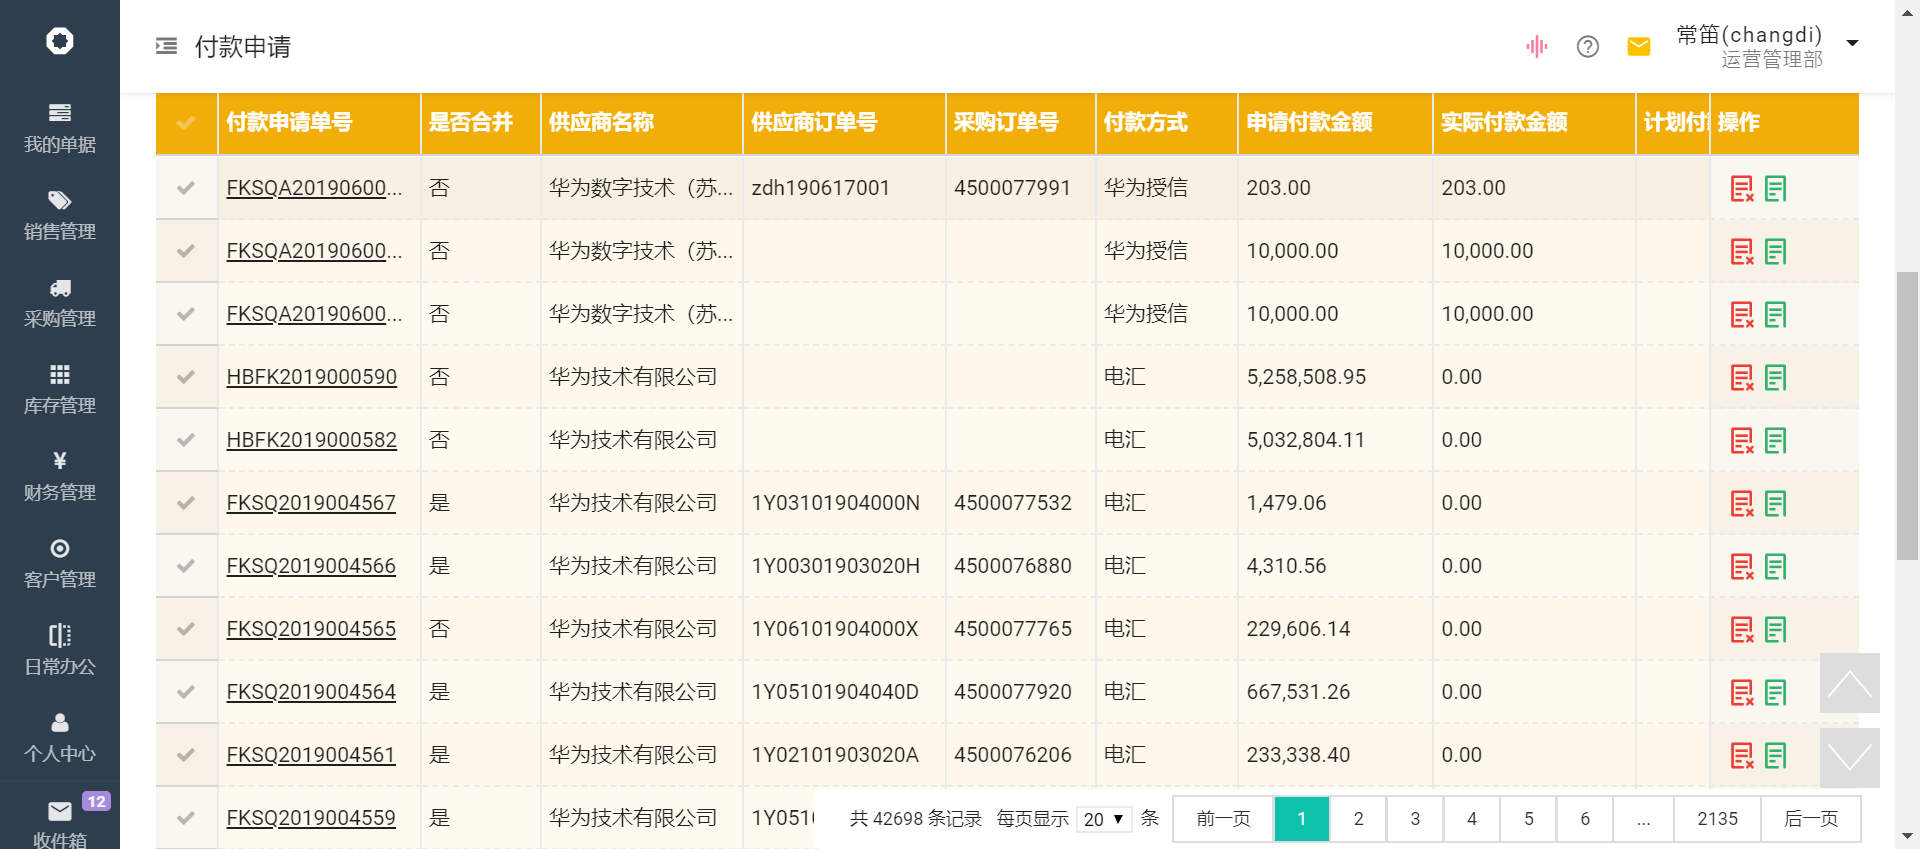 付款申请
常笛(changdi)
运营管理部
我的单据
销售管理
采购管理
库存管理
¥
财务管理
客户管理
日常办公
个人中心
12
收件箱
付款申请单号 是否合并 供应商名称 供应商订单号 采购订单号 付款方式 申请付款金额 实际付款金额 计划付 操作
FKSQA20190600... 否 华为数字技术（苏... zdh190617001 4500077991 华为授信 203.00 203.00
FKSQA20190600... 否 华为数字技术（苏... 华为授信 10,000.00 10,000.00
FKSQA20190600... 否 华为数字技术（苏... 华为授信 10,000.00 10,000.00
HBFK2019000590 否 华为技术有限公司 电汇 5,258,508.95 0.00
HBFK2019000582 否 华为技术有限公司 电汇 5,032,804.11 0.00
FKSQ2019004567 是 华为技术有限公司 1Y03101904000N 4500077532 电汇 1,479.06 0.00
FKSQ2019004566 是 华为技术有限公司 1Y00301903020H 4500076880 电汇 4,310.56 0.00
FKSQ2019004565 否 华为技术有限公司 1Y06101904000X 4500077765 电汇 229,606.14 0.00
FKSQ2019004564 是 华为技术有限公司 1Y05101904040D 4500077920 电汇 667,531.26 0.00
FKSQ2019004561 是 华为技术有限公司 1Y02101903020A 4500076206 电汇 233,338.40 0.00
FKSQ2019004559 是 华为技术有限公司 1Y051
共 42698 条记录 每页显示 20 条 前一页 1 2 3 4 5 6 ... 2135 后一页